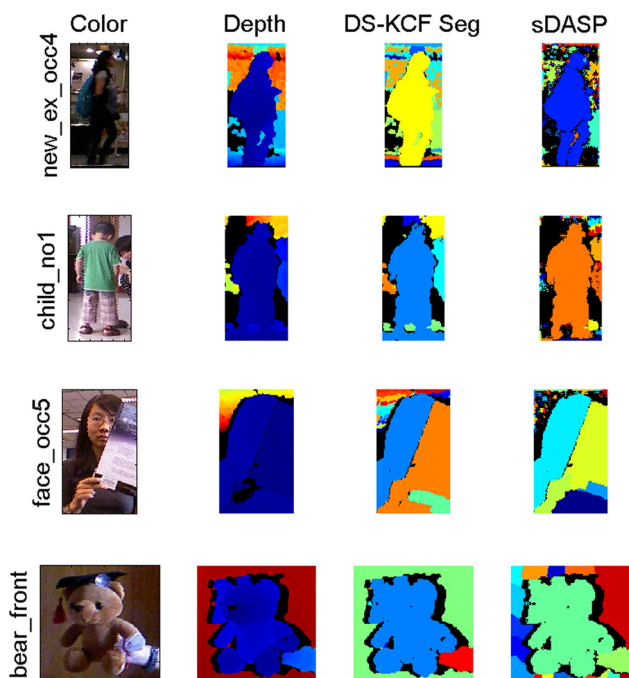 Color Depth DS-KCF Seg sDASP
new_ex_occ4
child_no1
face_occ5
bear_front